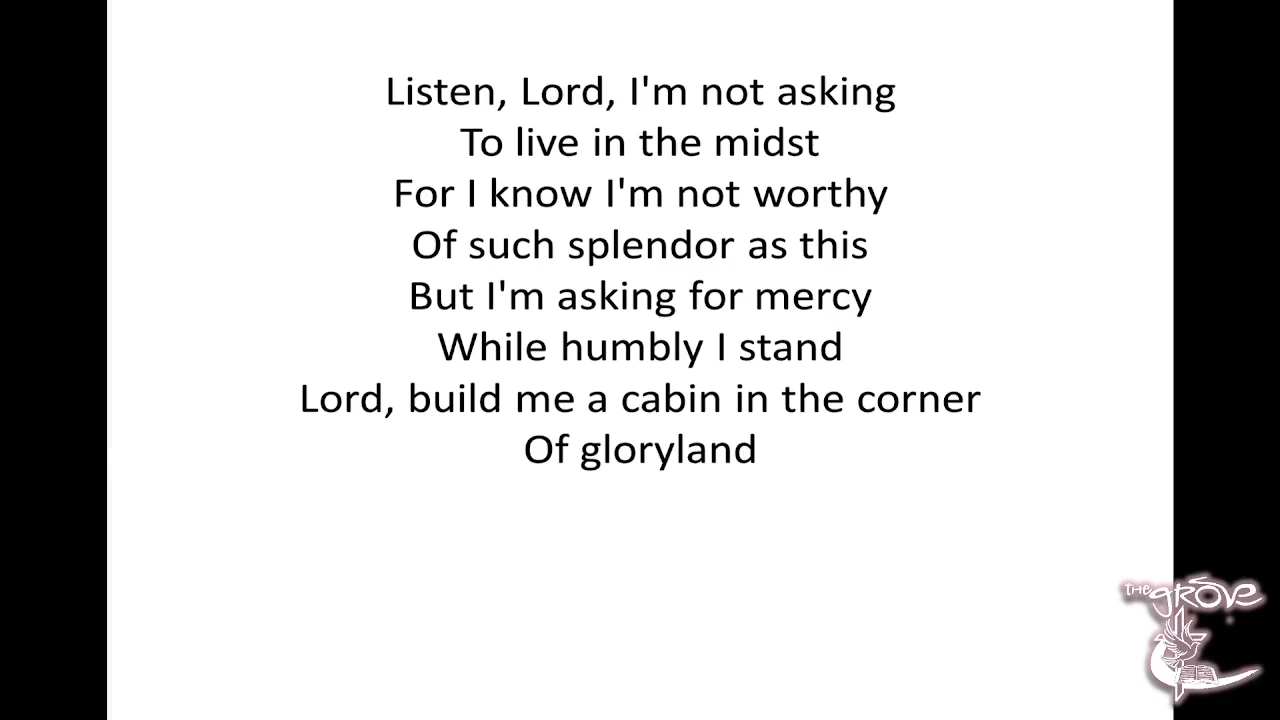 Listen, Lord, I'm not asking
To live in the midst
For I know I'm not worthy
Of such splendor as this
But I'm asking for mercy
While humbly I stand
Lord, build me a cabin in the corner
Of gloryland
THE GROVE